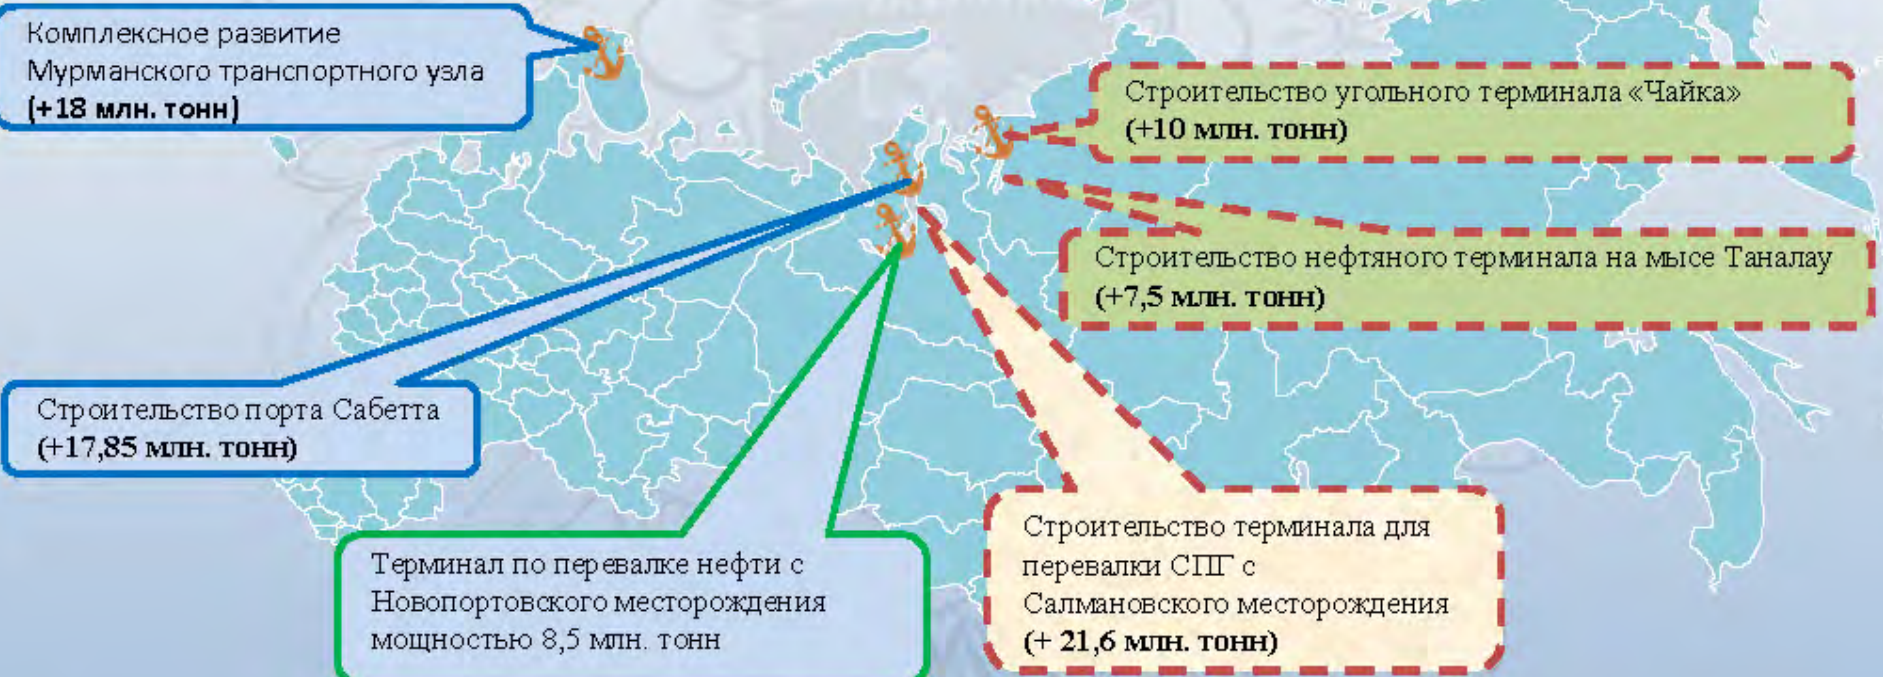 Комплексное развитие
Мурманского транспортного узла
(+18 млн. тонн)
Строительство угольного терминала «Чайка»
(+10 млн. тонн)
Строительство нефтяного терминала на мысе Таналау
(+7,5 млн. тонн)
Строительство порта Сабетта
(+17,85 млн. тонн)
Терминал по перевалке нефти с
Новопортовского месторождения
мощностью 8,5 млн. тонн
Строительство терминала для
перевалки СПГ с
Салмановского месторождения
(+ 21,6 млн. тонн)